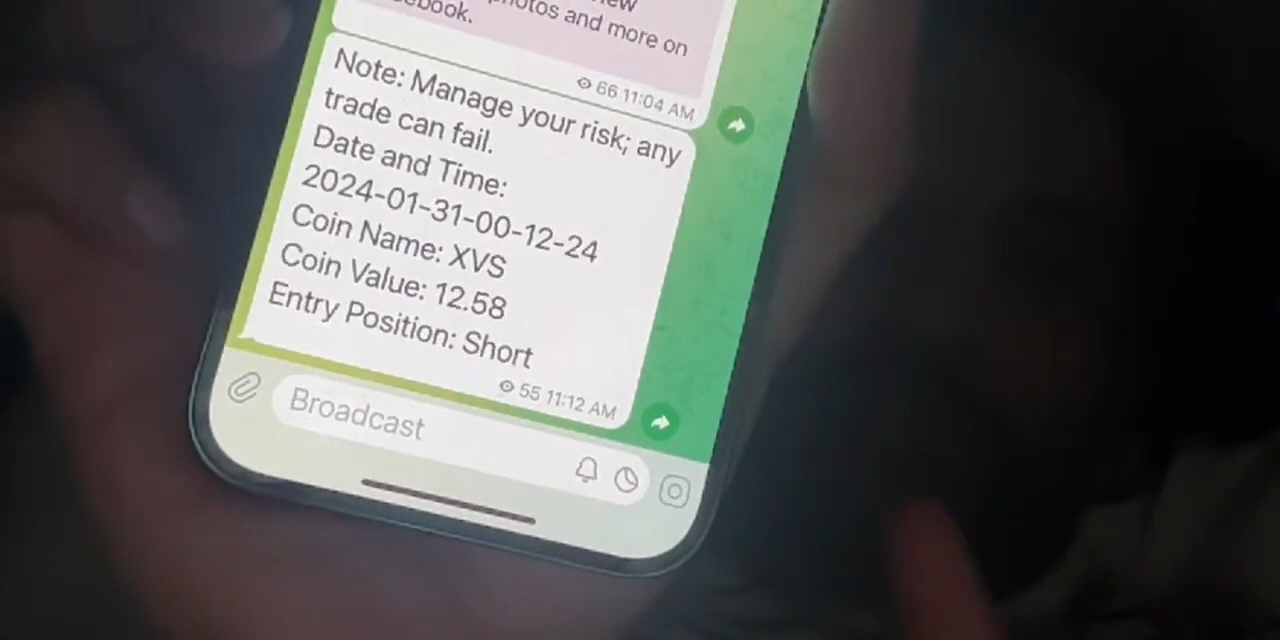 photos and more on
ebook.
66 11:04 AM
Note: Manage your risk; any
trade can fail.
Date and Time:
2024-01-31-00-12-24
Coin Name: XVS
Coin Value: 12.58
Entry Position: Short
55 11:12 AM
Broadcast